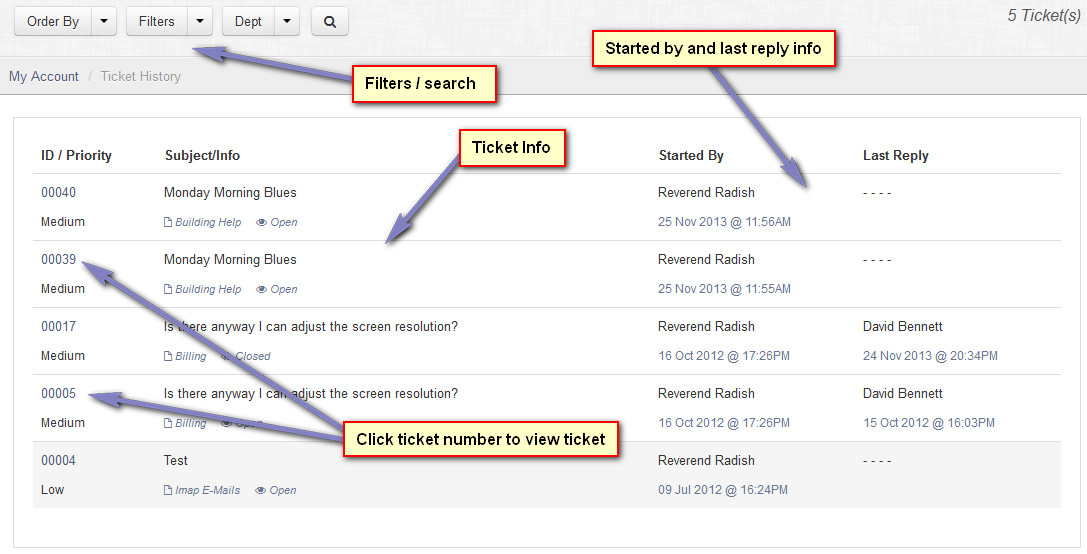 Order By Filters Dept 5 Ticket(s)
Started by and last reply info
My Account / Ticket History
Filters / search
Ticket Info
ID / Priority Subject/Info Started By Last Reply
00040 Monday Morning Blues Reverend Radish - - - -
Medium Building Help Open 25 Nov 2013 @ 11:56AM
00039 Monday Morning Blues Reverend Radish - - - -
Medium Building Help Open 25 Nov 2013 @ 11:55AM
00017 Is there anyway I can adjust the screen resolution? Reverend Radish David Bennett
Medium Billing Closed 16 Oct 2012 @ 17:26PM 24 Nov 2013 @ 20:34PM
00005 Is there anyway I can adjust the screen resolution? Reverend Radish David Bennett
Medium Billing Open 16 Oct 2012 @ 17:26PM 15 Oct 2012 @ 16:03PM
Click ticket number to view ticket
00004 Test Reverend Radish - - - -
Low Imap E-Mails Open 09 Jul 2012 @ 16:24PM